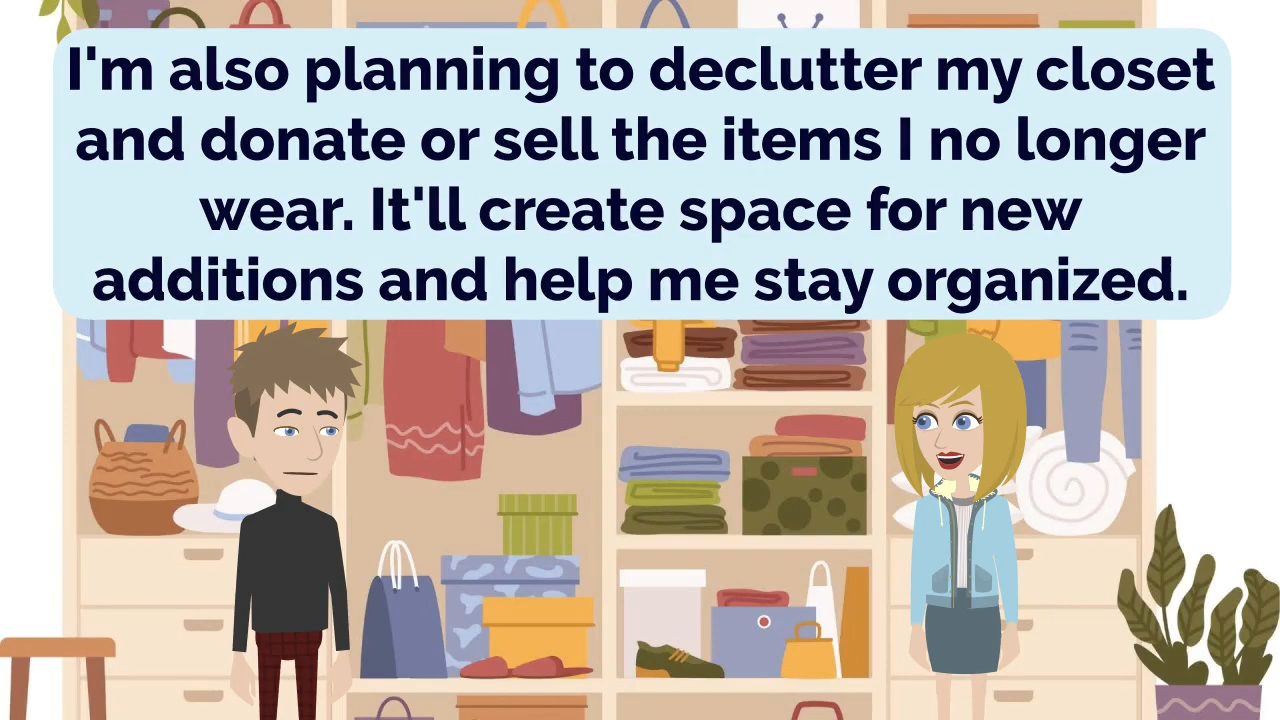 I'm also planning to declutter my closet
and donate or sell the items I no longer
wear. It'll create space for new
additions and help me stay organized.